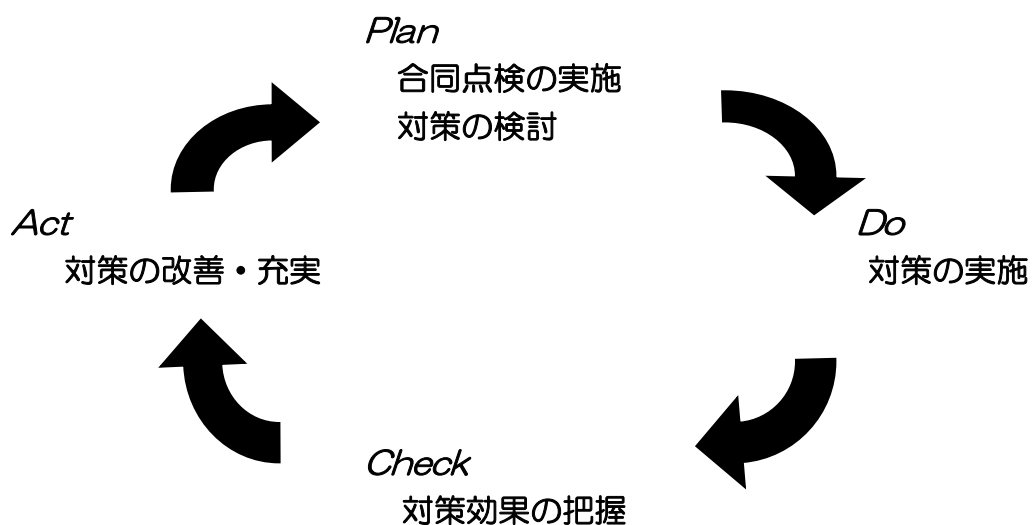 Plan
合同点検の実施
対策の検討
Do
対策の実施
Check
対策効果の把握
Act
対策の改善・充実